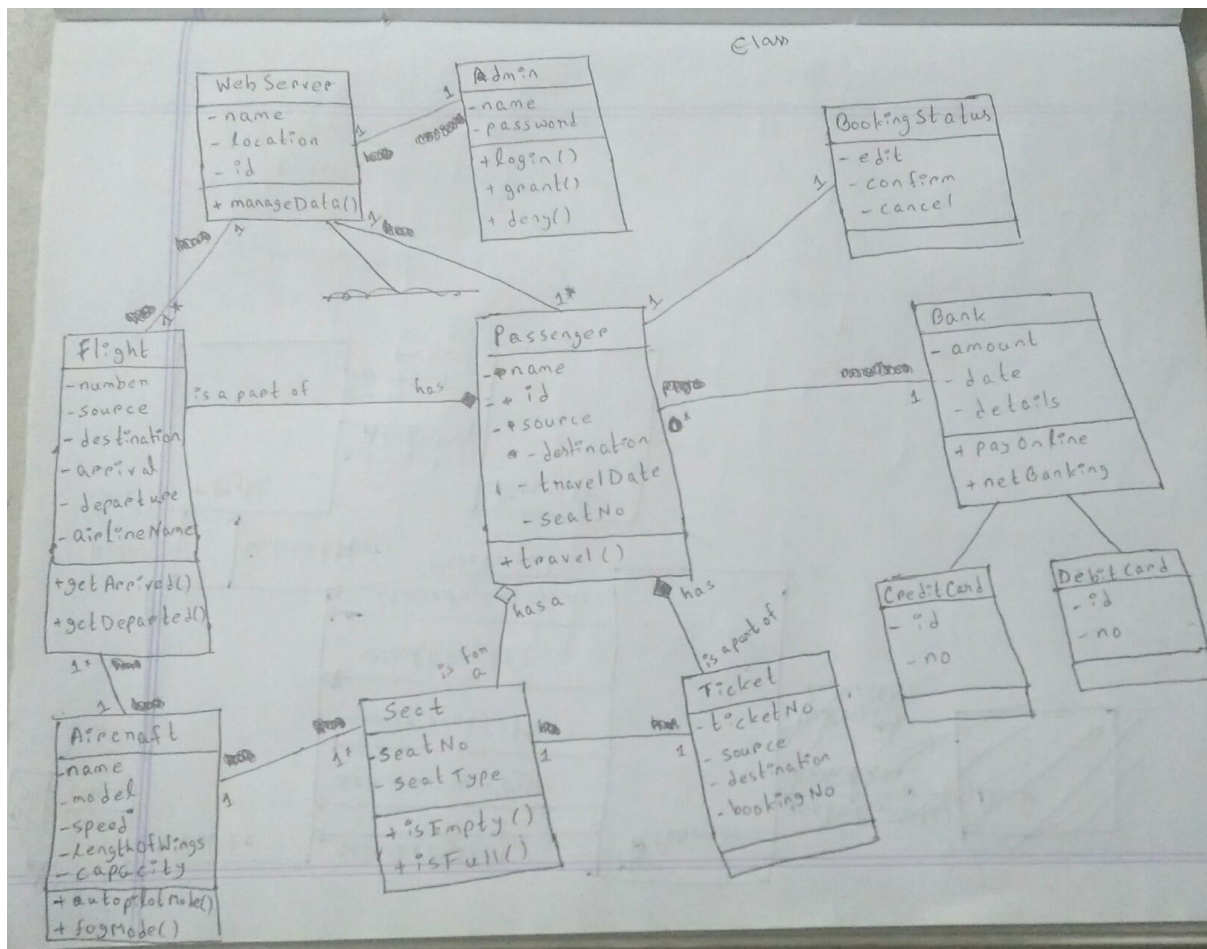 Class
WebServer
- name
- location
- id
+ manageData()
Admin
- name
- password
+ login()
+ grant()
+ deny()
BookingStatus
- edit
- confirm
- cancel
1
1
1
1
1*
1
1*
1
1
Flight
- number
- source
- destination
- arrival
- departure
- airlineName
+ getArrived()
+ getDeparted()
is a part of
has
Passenger
- name
- id
- source
- destination
- travelDate
- seatNo
+ travel()
0*
1
Bank
- amount
- date
- details
+ payOnline
+ netBanking
CreditCard
- id
- no
DebitCard
- id
- no
has a
is for
a
has
is a part of
1*
1
Aircraft
- name
- model
- speed
- lengthOfWings
- capacity
+ autopilotMode()
+ fogMode()
1
1*
Seat
- seatNo
- seatType
+ isEmpty()
+ isFull()
1
1
Ticket
- ticketNo
- source
- destination
- bookingNo